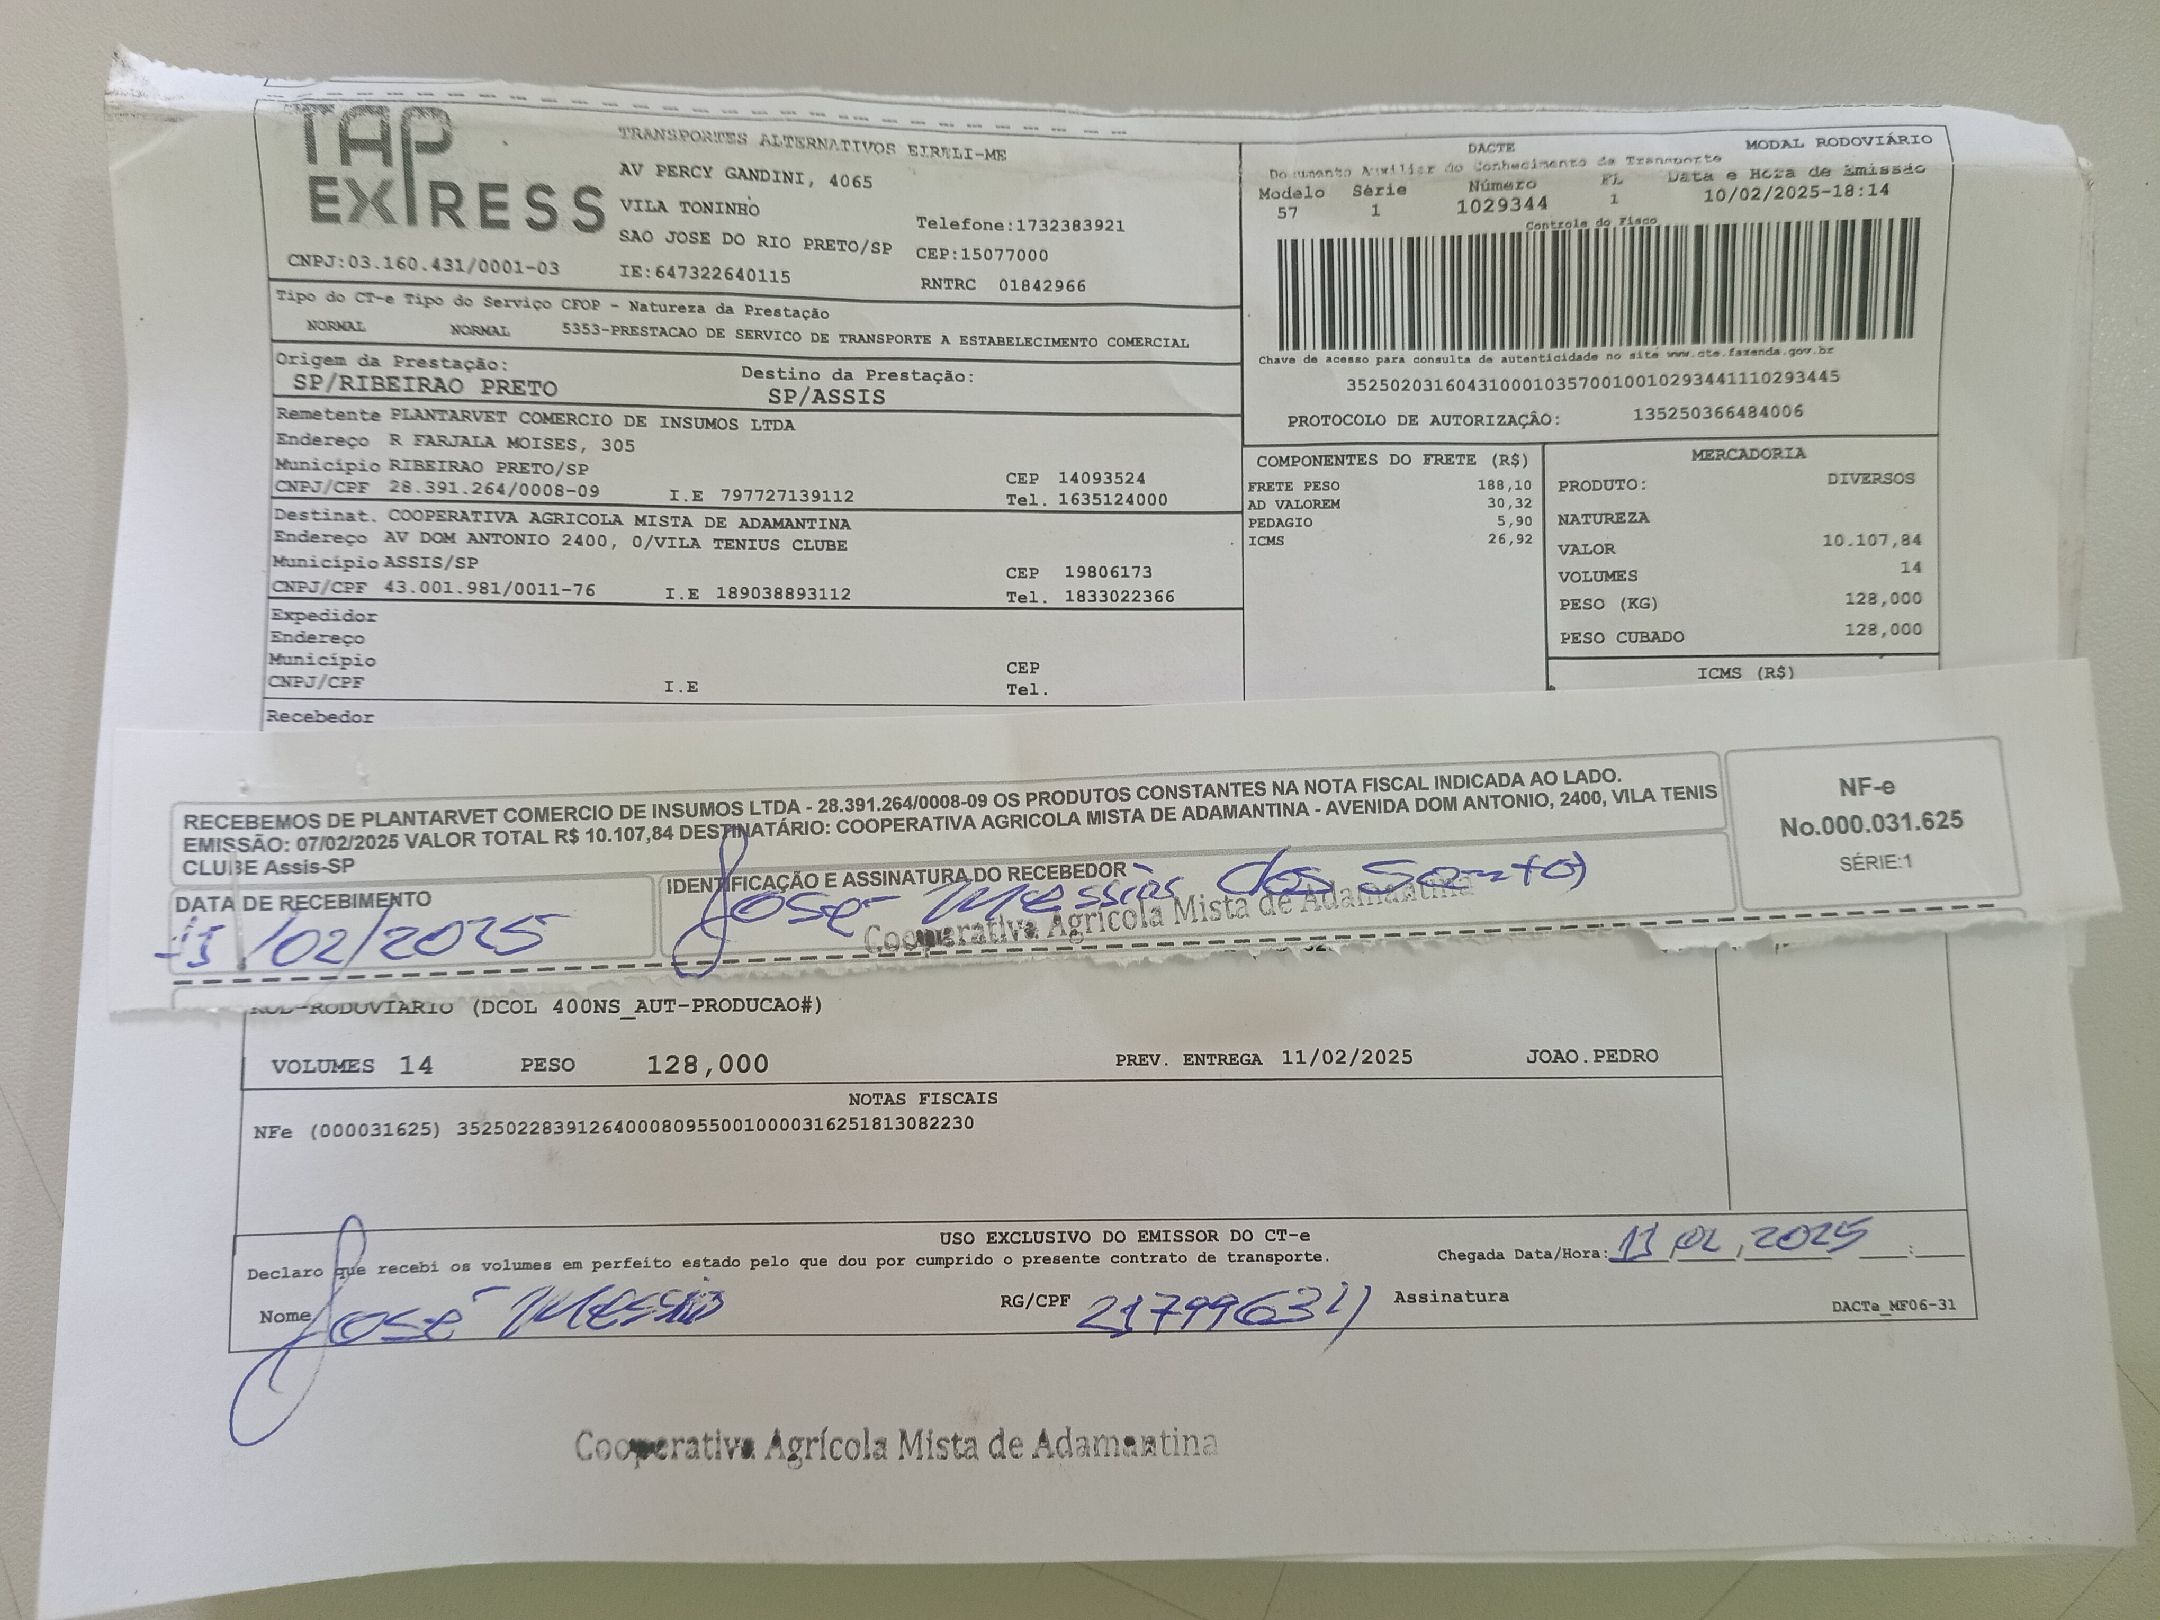 TAP EXPRESS
TRANSPORTES ALTERNATIVOS EIRELI-ME
AV PERCY GANDINI, 4065
VILA TONINHO
SAO JOSE DO RIO PRETO/SP
Telefone:1732383921
CEP:15077000
CNPJ:03.160.431/0001-03
IE:647322640115
RNTRC 01842966
DACTE
MODAL RODOVIÁRIO
Documento Auxiliar do Conhecimento de Transporte
Modelo Série Número FL Data e Hora de Emissão
57 1 1029344 1 10/02/2025-18:14
Controle do Fisco
Chave de acesso para consulta de autenticidade no site www.cte.fazenda.gov.br
35250203160431000103570010010293441110293445
PROTOCOLO DE AUTORIZAÇÂO: 135250366484006
Tipo do CT-e Tipo do Serviço CFOP - Natureza da Prestação
NORMAL NORMAL 5353-PRESTACAO DE SERVICO DE TRANSPORTE A ESTABELECIMENTO COMERCIAL
Origem da Prestação: Destino da Prestação:
SP/RIBEIRAO PRETO SP/ASSIS
Remetente PLANTARVET COMERCIO DE INSUMOS LTDA
Endereço R FARJALA MOISES, 305
Município RIBEIRAO PRETO/SP CEP 14093524
CNPJ/CPF 28.391.264/0008-09 I.E 797727139112 Tel. 1635124000
Destinat. COOPERATIVA AGRICOLA MISTA DE ADAMANTINA
Endereço AV DOM ANTONIO 2400, 0/VILA TENIUS CLUBE
Município ASSIS/SP CEP 19806173
CNPJ/CPF 43.001.981/0011-76 I.E 189038893112 Tel. 1833022366
Expedidor
Endereço
Município CEP
CNPJ/CPF I.E Tel.
Recebedor
COMPONENTES DO FRETE (R$)
FRETE PESO 188,10
AD VALOREM 30,32
PEDAGIO 5,90
ICMS 26,92
MERCADORIA
PRODUTO: DIVERSOS
NATUREZA
VALOR 10.107,84
VOLUMES 14
PESO (KG) 128,000
PESO CUBADO 128,000
ICMS (R$)
RECEBEMOS DE PLANTARVET COMERCIO DE INSUMOS LTDA - 28.391.264/0008-09 OS PRODUTOS CONSTANTES NA NOTA FISCAL INDICADA AO LADO.
EMISSÃO: 07/02/2025 VALOR TOTAL R$ 10.107,84 DESTINATÁRIO: COOPERATIVA AGRICOLA MISTA DE ADAMANTINA - AVENIDA DOM ANTONIO, 2400, VILA TENIS
CLUBE Assis-SP
NF-e
No.000.031.625
SÉRIE:1
DATA DE RECEBIMENTO
/02/2025
IDENTIFICAÇÃO E ASSINATURA DO RECEBEDOR
José Messias dos Santos
Cooperativa Agrícola Mista de Adamantina
RODOVIARIO (DCOL 400NS_AUT-PRODUCAO#)
VOLUMES 14 PESO 128,000 PREV. ENTREGA 11/02/2025 JOAO.PEDRO
NOTAS FISCAIS
NFe (000031625) 35250228391264000809550010000316251813082230
USO EXCLUSIVO DO EMISSOR DO CT-e
Declaro que recebi os volumes em perfeito estado pelo que dou por cumprido o presente contrato de transporte.
Chegada Data/Hora: 02, 2025 :
Nome José Messias RG/CPF Assinatura
DACTe_MF06-31
Cooperativa Agrícola Mista de Adamantina